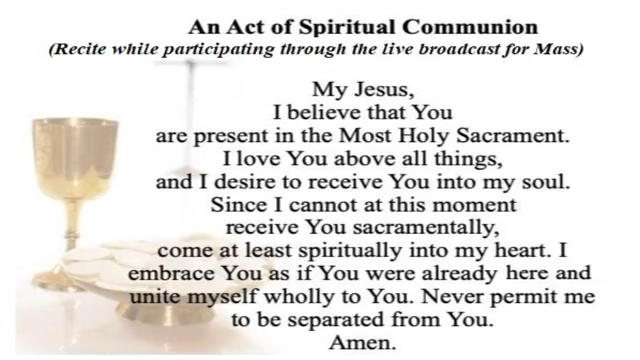 An Act of Spiritual Communion
(Recite while participating through the live broadcast for Mass)
My Jesus,
I believe that You
are present in the Most Holy Sacrament.
I love You above all things,
and I desire to receive You into my soul.
Since I cannot at this moment
receive You sacramentally,
come at least spiritually into my heart. I
embrace You as if You were already here and
unite myself wholly to You. Never permit me
to be separated from You.
Amen.